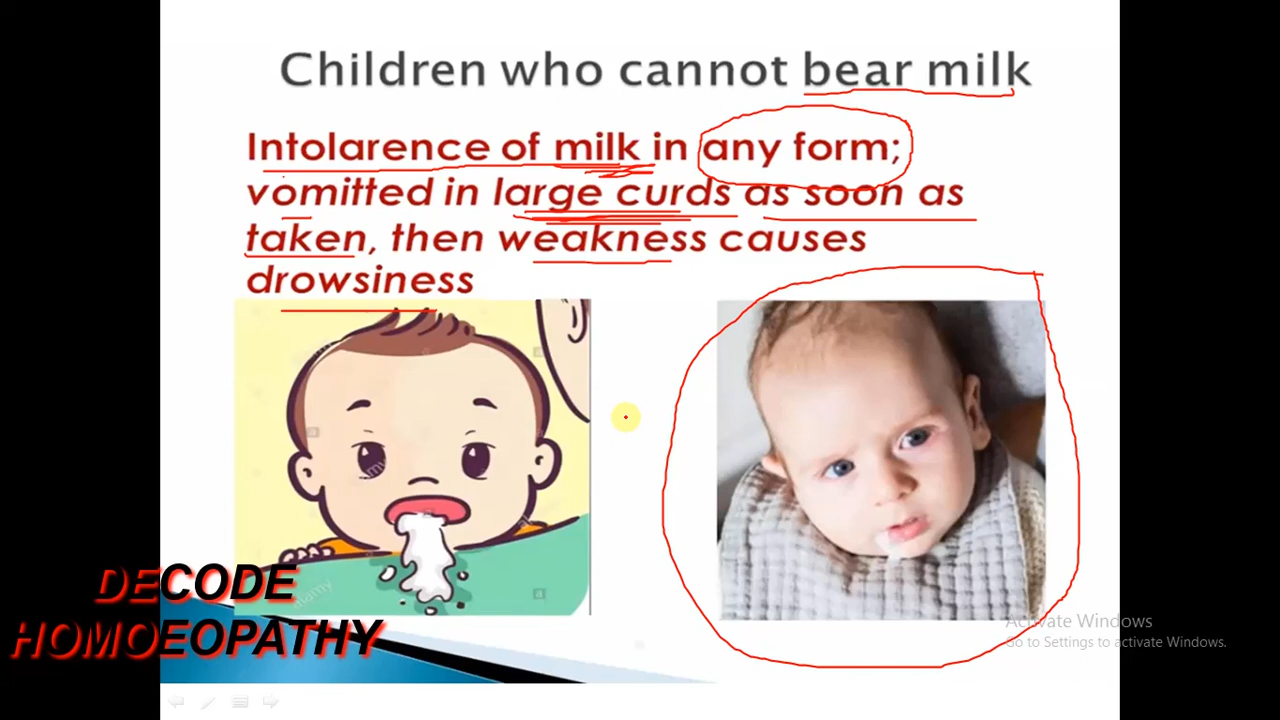 Children who cannot bear milk
Intolarence of milk in any form;
vomitted in large curds as soon as
taken, then weakness causes
drowsiness
DECODE
HOMOEOPATHY
Activate Windows
Go to Settings to activate Windows.